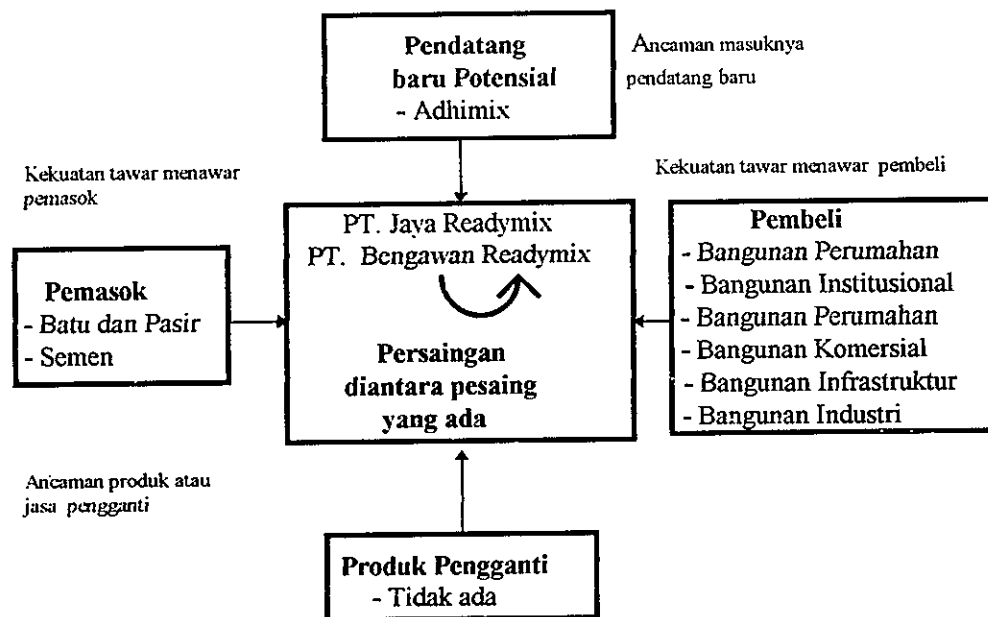 Pendatang
baru Potensial
- Adhimix
Ancaman masuknya
pendatang baru
Kekuatan tawar menawar
pemasok
Kekuatan tawar menawar pembeli
Pemasok
- Batu dan Pasir
- Semen
PT. Jaya Readymix
PT. Bengawan Readymix
Persaingan
diantara pesaing
yang ada
Pembeli
- Bangunan Perumahan
- Bangunan Institusional
- Bangunan Perumahan
- Bangunan Komersial
- Bangunan Infrastruktur
- Bangunan Industri
Ancaman produk atau
jasa pengganti
Produk Pengganti
- Tidak ada